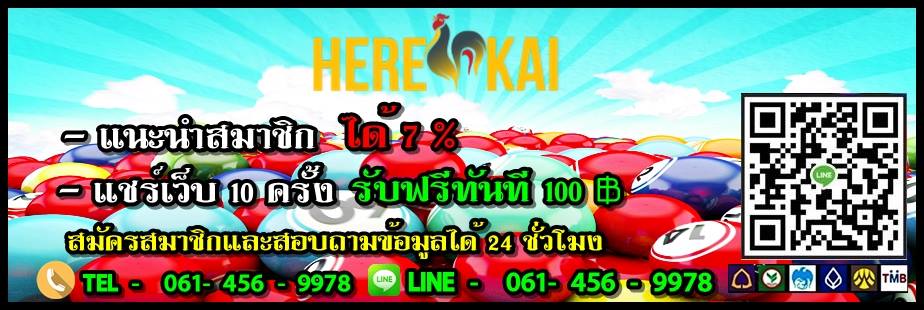 HERE KAI
- แนะนำสมาชิก ได้ 7 %
- แชร์เว็บ 10 ครั้ง รับฟรีทันที 100 ฿
สมัครสมาชิกและสอบถามข้อมูลได้ 24 ชั่วโมง
TEL - 061- 456 - 9978 LINE LINE - 061- 456 - 9978
LINE
TMB